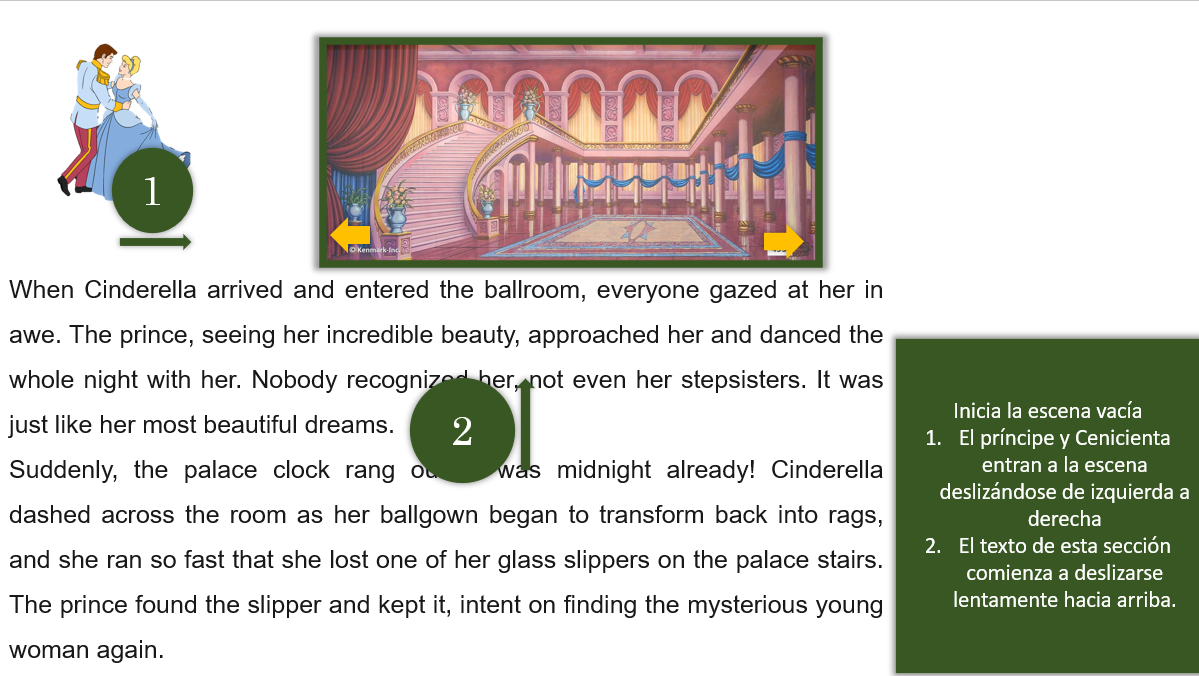 1
© Kenmark-Inc.
When Cinderella arrived and entered the ballroom, everyone gazed at her in
awe. The prince, seeing her incredible beauty, approached her and danced the
whole night with her. Nobody recognized her, not even her stepsisters. It was
just like her most beautiful dreams.
2
Suddenly, the palace clock rang was midnight already! Cinderella
dashed across the room as her ballgown began to transform back into rags,
and she ran so fast that she lost one of her glass slippers on the palace stairs.
The prince found the slipper and kept it, intent on finding the mysterious young
woman again.
Inicia la escena vacía
1. El príncipe y Cenicienta
entran a la escena
deslizándose de izquierda a
derecha
2. El texto de esta sección
comienza a deslizarse
lentamente hacia arriba.